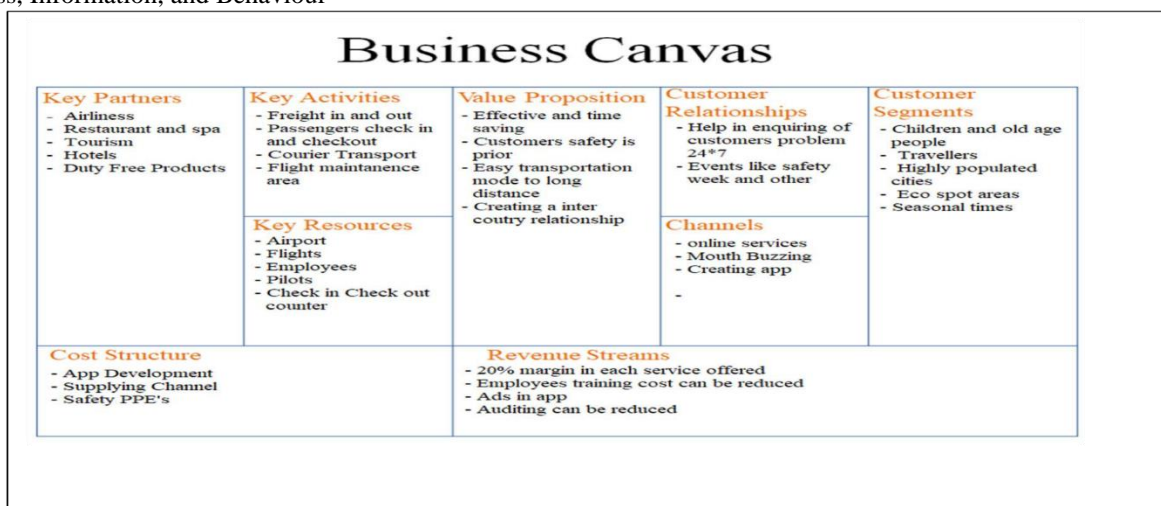 ss, Information, and Behaviour
Business Canvas
Key Partners
- Airliness
- Restaurant and spa
- Tourism
- Hotels
- Duty Free Products
Key Activities
- Freight in and out
- Passengers check in
and checkout
- Courier Transport
- Flight maintanence
area
Key Resources
- Airport
- Flights
- Employees
- Pilots
- Check in Check out
counter
Value Proposition
- Effective and time
saving
- Customers safety is
prior
- Easy transportation
mode to long
distance
- Creating a inter
coutry relationship
Customer
Relationships
- Help in enquiring of
customers problem
24*7
- Events like safety
week and other
Channels
- online services
- Mouth Buzzing
- Creating app
-
Customer
Segments
- Children and old age
people
- Travellers
- Highly populated
cities
- Eco spot areas
- Seasonal times
Cost Structure
- App Development
- Supplying Channel
- Safety PPE's
Revenue Streams
- 20% margin in each service offered
- Employees training cost can be reduced
- Ads in app
- Auditing can be reduced